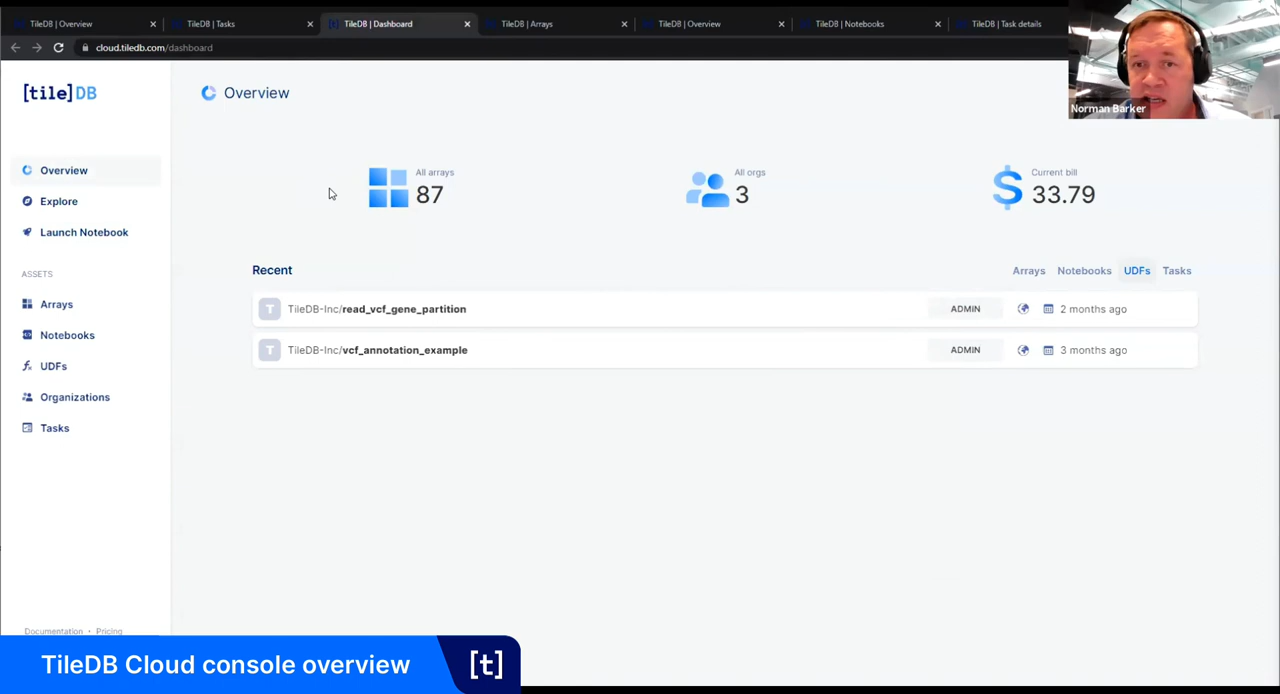 TileDB | Overview
TileDB | Tasks
TileDB | Dashboard
TileDB | Arrays
TileDB | Overview
TileDB | Notebooks
TileDB | Task details
cloud.tiledb.com/dashboard
Norman Barker
[tile]DB
Overview
Overview
Explore
Launch Notebook
ASSETS
Arrays
Notebooks
UDFs
Organizations
Tasks
All arrays
87
All orgs
3
$
Current bill
33.79
Recent
Arrays Notebooks UDFs Tasks
T TileDB-Inc/read_vcf_gene_partition ADMIN 2 months ago
T TileDB-Inc/vcf_annotation_example ADMIN 3 months ago
Documentation • Pricing
TileDB Cloud console overview [t]